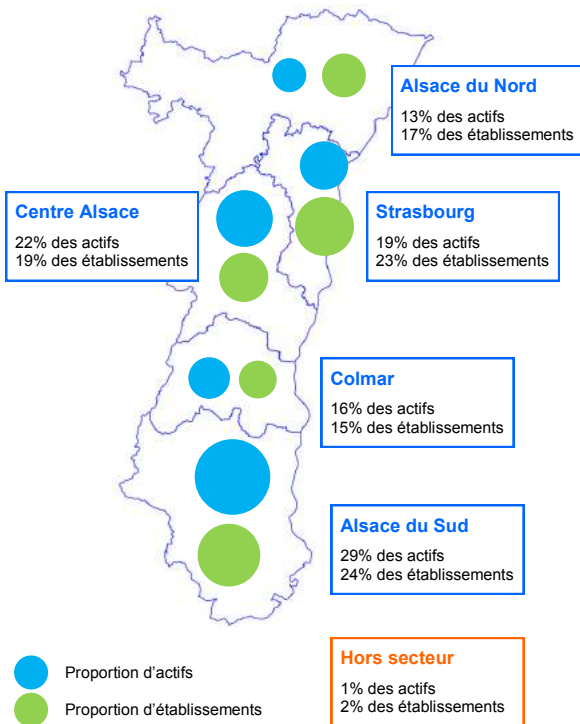 Alsace du Nord
13% des actifs
17% des établissements
Centre Alsace
22% des actifs
19% des établissements
Strasbourg
19% des actifs
23% des établissements
Colmar
16% des actifs
15% des établissements
Alsace du Sud
29% des actifs
24% des établissements
Hors secteur
1% des actifs
2% des établissements
Proportion d'actifs
Proportion d'établissements